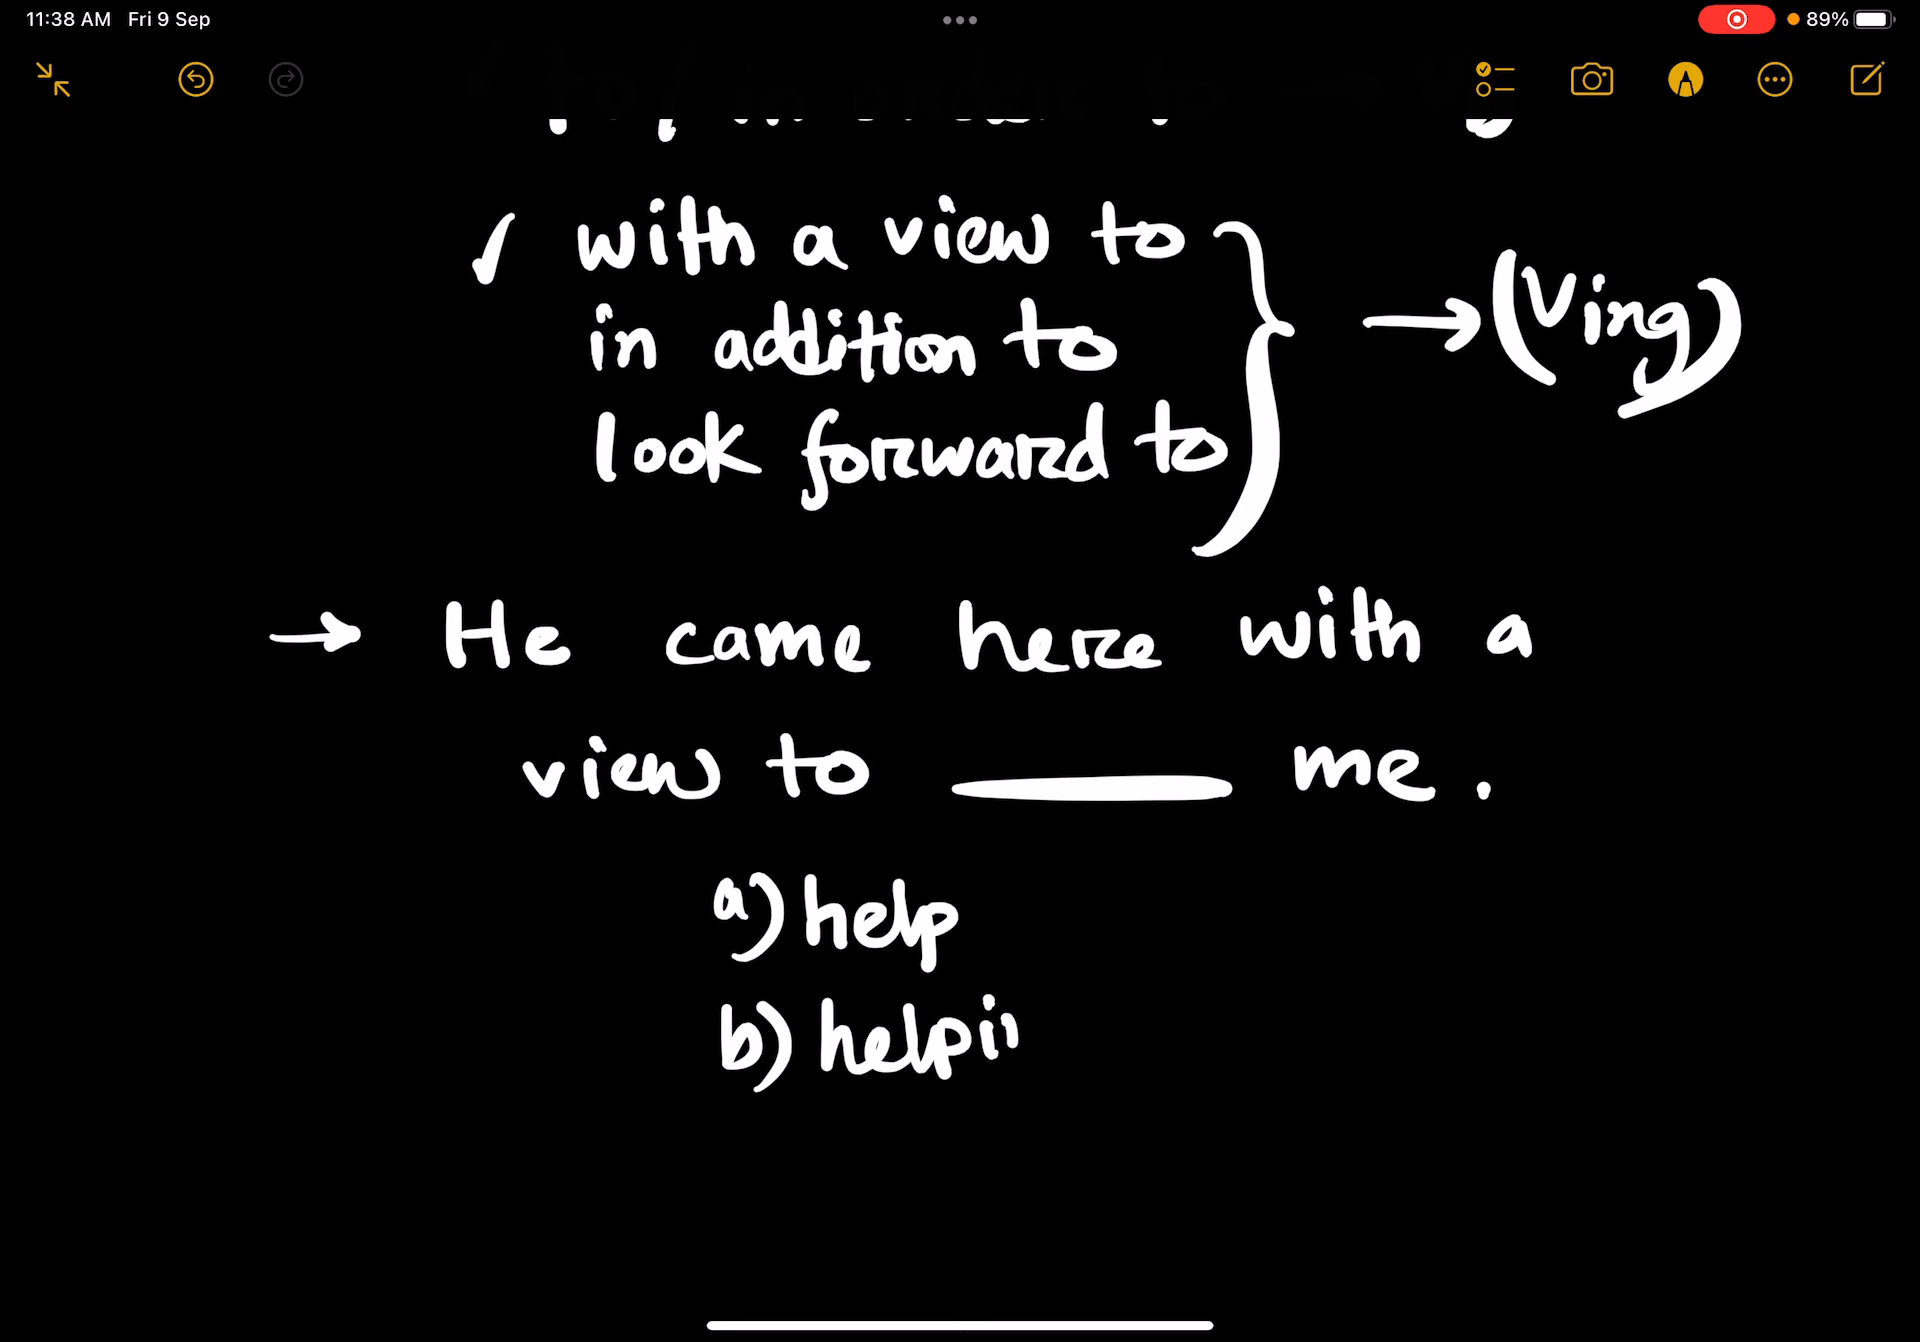 11:38 AM Fri 9 Sep
89%
✓ with a view to
in addition to
look forward to
→ (Ving)
→ He came here with a
view to ______ me.
a) help
b) helpin